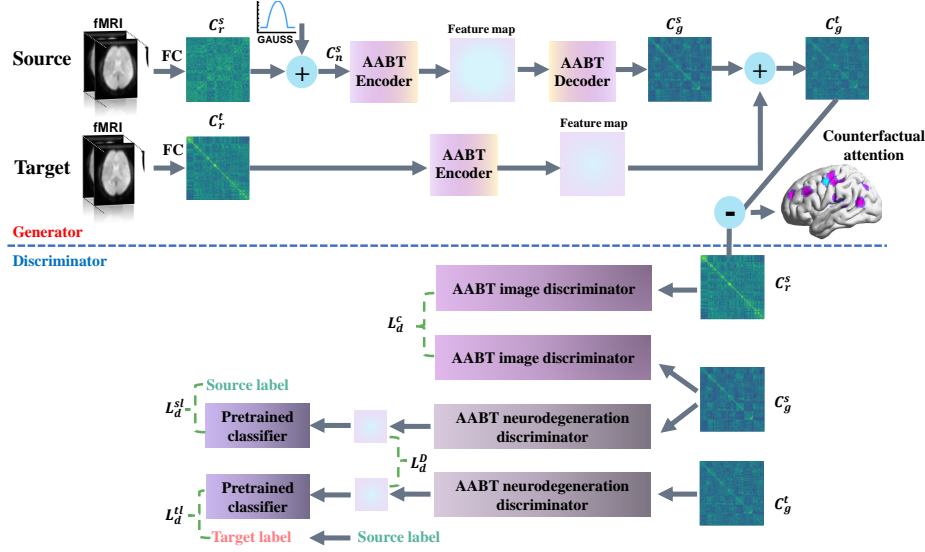 fMRI
C_r^s
GAUSS
C_n^s
Feature map
C_g^s
C_g^t
Source
FC
+
AABT
Encoder
AABT
Decoder
+
fMRI
C_r^t
Feature map
Counterfactual
attention
Target
FC
AABT
Encoder
-
Generator
Discriminator
AABT image discriminator
C_r^s
L_d^c
AABT image discriminator
Source label
C_g^s
L_d^sl
Pretrained
classifier
AABT neurodegeneration
discriminator
L_d^D
Pretrained
classifier
AABT neurodegeneration
discriminator
C_g^t
L_d^tl
Target label
Source label